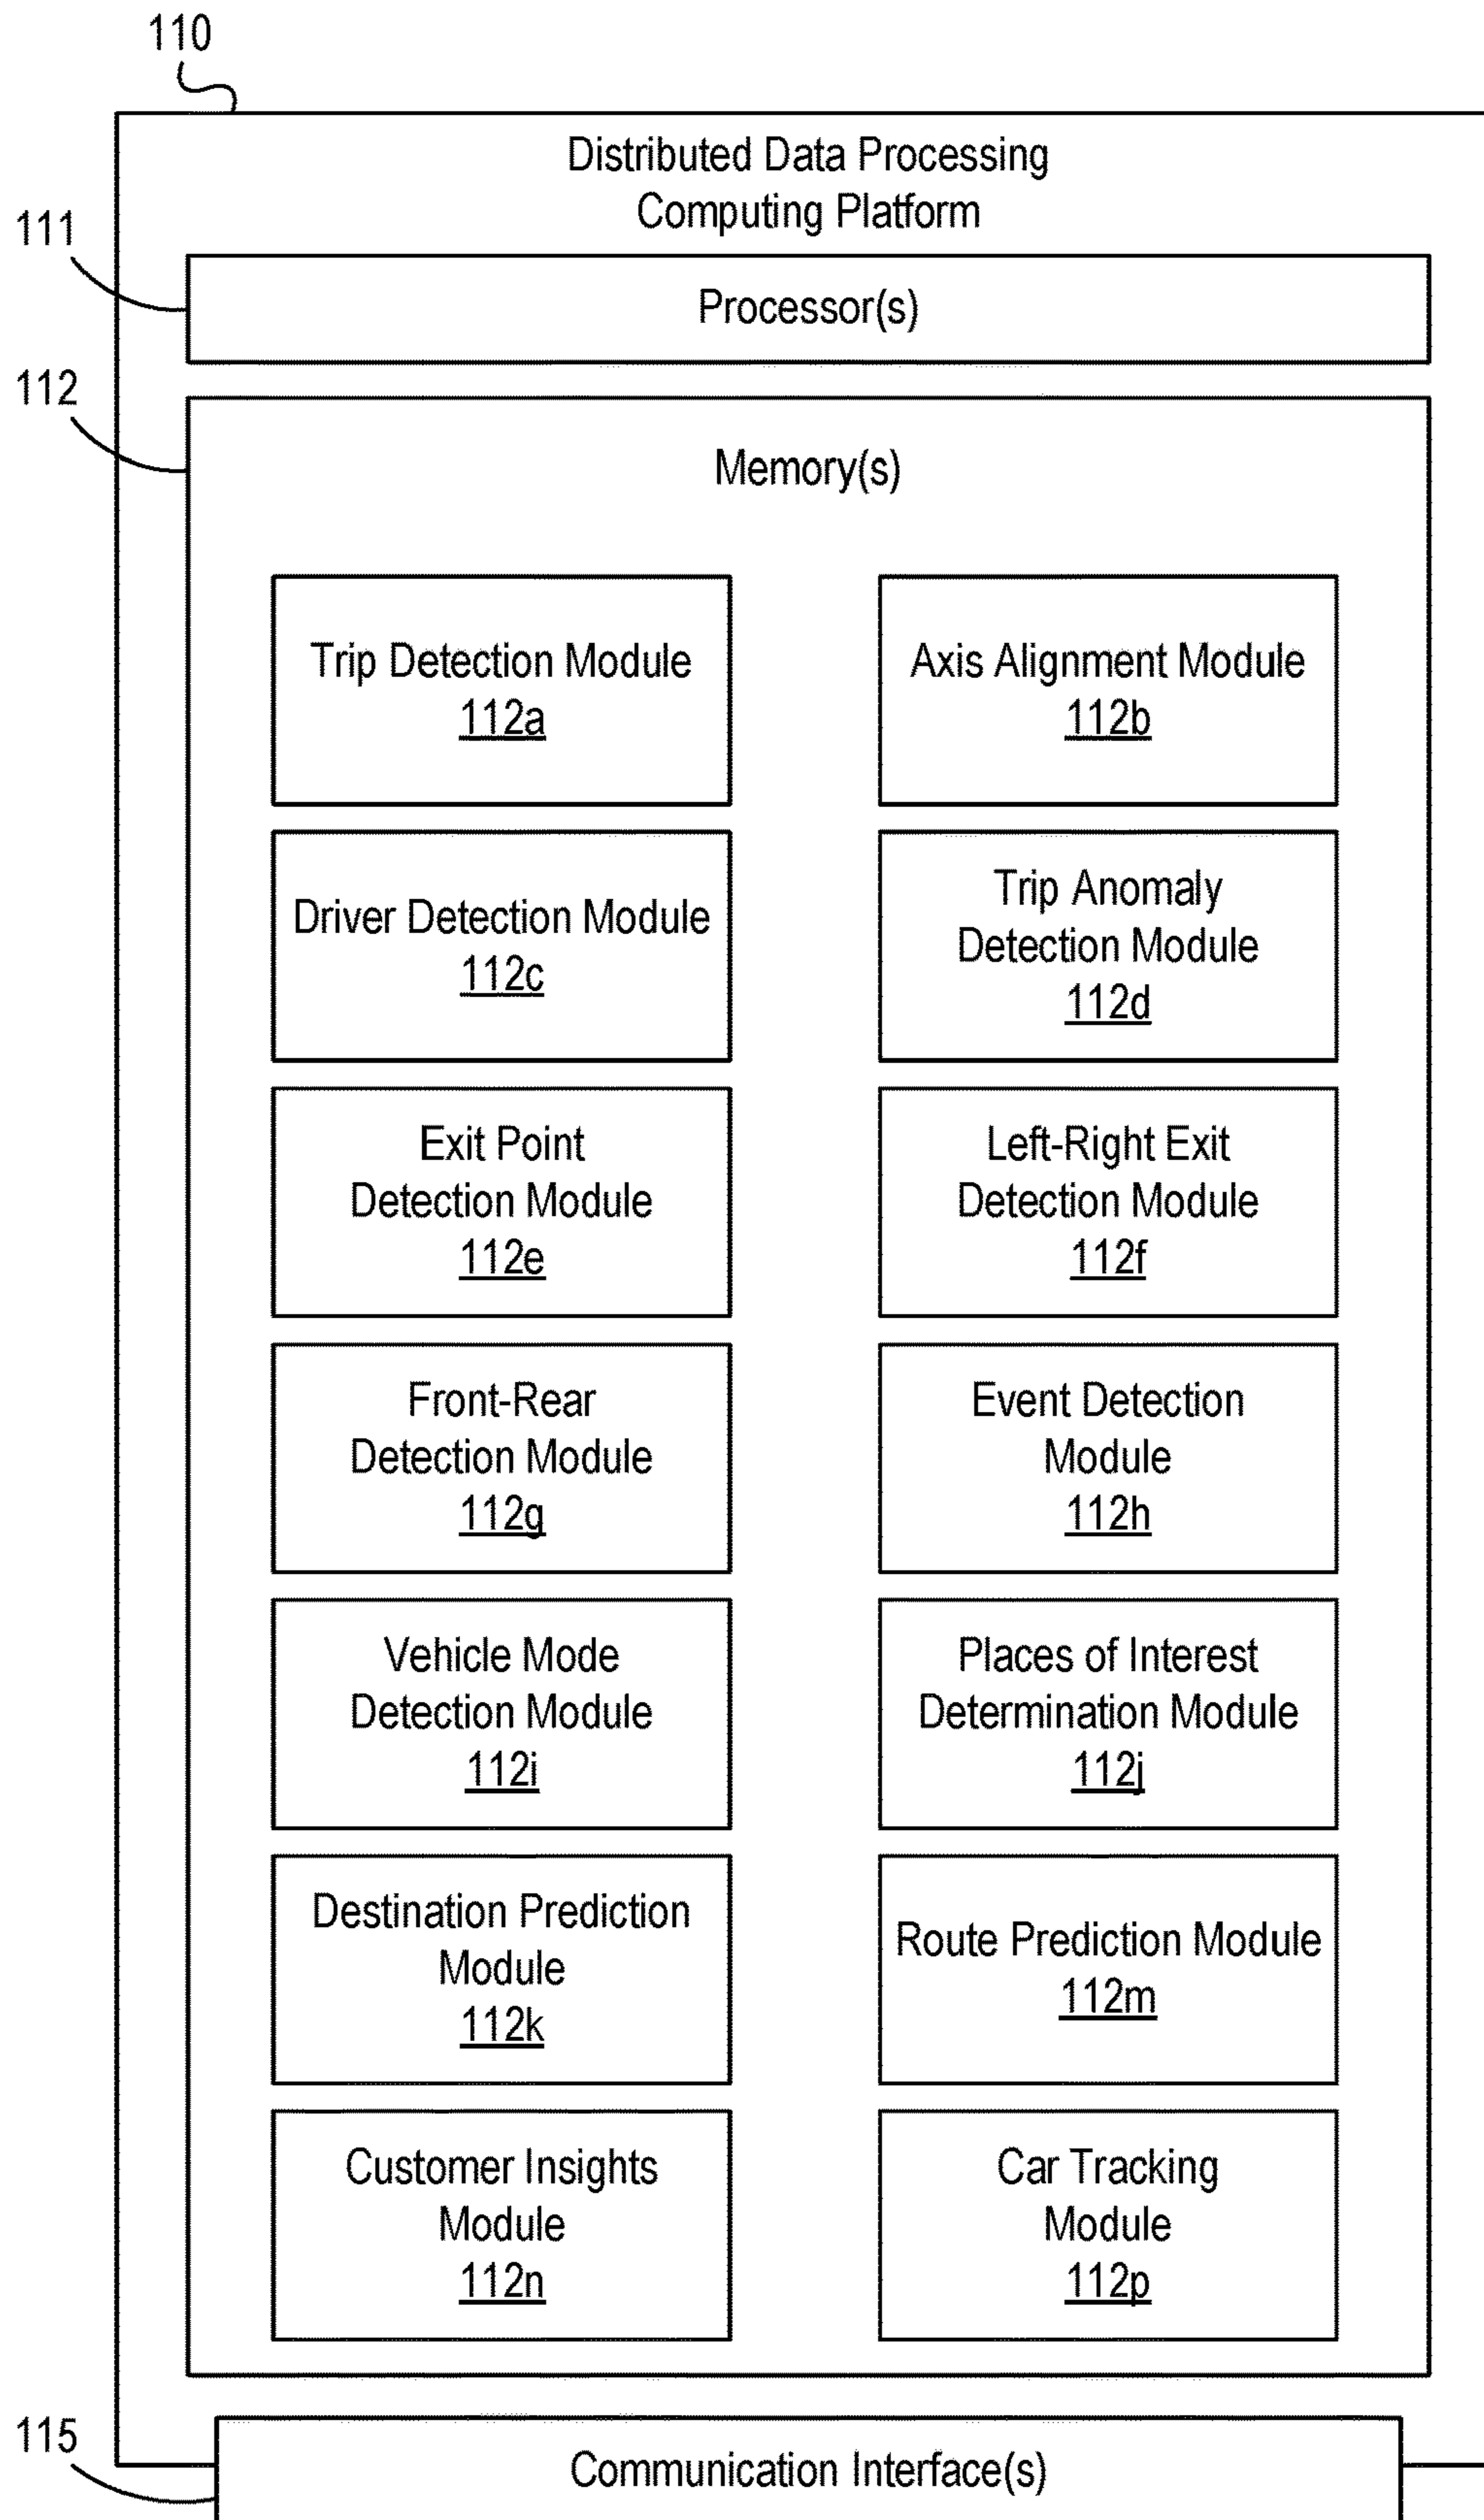 110
Distributed Data Processing
Computing Platform
111
Processor(s)
112
Memory(s)
Trip Detection Module
112a
Axis Alignment Module
112b
Driver Detection Module
112c
Trip Anomaly
Detection Module
112d
Exit Point
Detection Module
112e
Left-Right Exit
Detection Module
112f
Front-Rear
Detection Module
112g
Event Detection
Module
112h
Vehicle Mode
Detection Module
112i
Places of Interest
Determination Module
112j
Destination Prediction
Module
112k
Route Prediction Module
112m
Customer Insights
Module
112n
Car Tracking
Module
112p
115
Communication Interface(s)